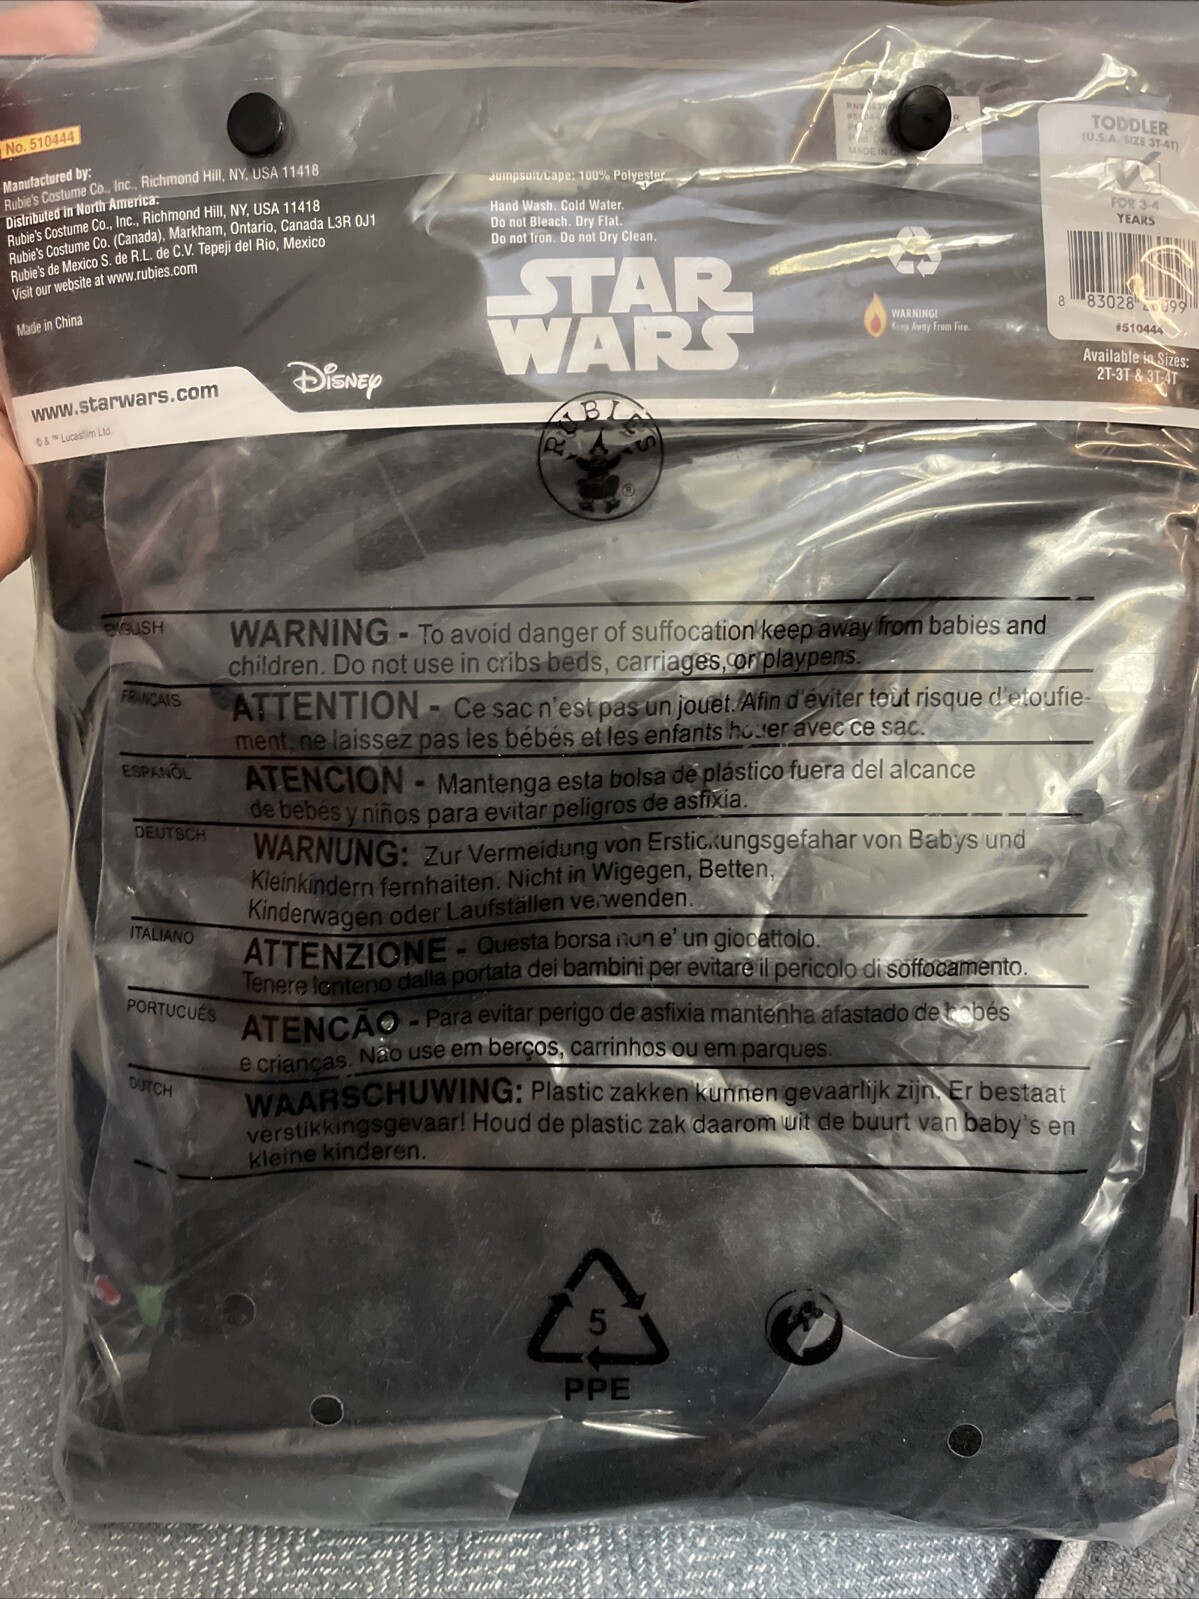 No. 510444
Manufactured by:
Rubie's Costume Co., Inc., Richmond Hill, NY, USA 11418
Distributed in North America:
Rubie's Costume Co., Inc., Richmond Hill, NY, USA 11418
Rubie's Costume Co. (Canada), Markham, Ontario, Canada L3R 0J1
Rubie's de Mexico S. de R.L. de C.V. Tepeji del Rio, Mexico
Visit our website at www.rubies.com
Made in China
www.starwars.com
© & ™ Lucasfilm Ltd.
Disney
Jumpsuit/Cape: 100% Polyester
Hand Wash. Cold Water.
Do not Bleach. Dry Flat.
Do not Iron. Do not Dry Clean.
STAR
WARS
WARNING!
Keep Away From Fire.
MADE IN
TODDLER
(U.S.A. SIZE 3T-4T)
FOR 3-4
YEARS
8 83028
#510444
Available in Sizes:
2T-3T & 3T-4T
RUBIE'S
®
ENGLISH
WARNING - To avoid danger of suffocation keep away from babies and
children. Do not use in cribs beds, carriages, or playpens.
FRANCAIS
ATTENTION - Ce sac n'est pas un jouet. Afin d'éviter tout risque d'etoufie-
ment, ne laissez pas les bébés et les enfants avec ce sac.
ESPANÕL
ATENCION - Mantenga esta bolsa de plástico fuera del alcance
de bebés y niños para evitar peligros de asfixia.
DEUTSCH
WARNUNG: Zur Vermeidung von Erstickungsgefahar von Babys und
Kleinkindern fernhaiten. Nicht in Wigegen, Betten,
Kinderwagen oder Laufställen verwenden.
ITALIANO
ATTENZIONE - Questa borsa non e' un giocattolo.
Tenere lonteno dalla portata dei bambini per evitare il pericolo di soffocamento.
PORTUCUÉS
ATENCÃO - Para evitar perigo de asfixia mantenha afastado de bebés
e crianças. Não use em berços, carrinhos ou em parques.
DUTCH
WAARSCHUWING: Plastic zakken kunnen gevaarlijk zijn. Er bestaat
verstikkingsgevaar! Houd de plastic zak daarom uit de buurt van baby's en
kleine kinderen.
5
PPE